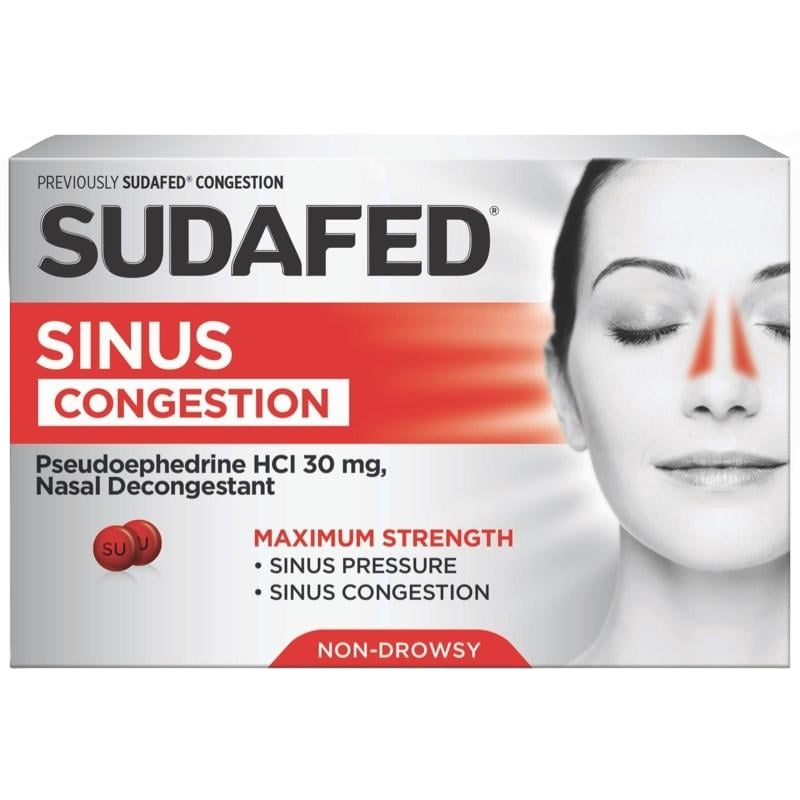 PREVIOUSLY SUDAFED® CONGESTION
SUDAFED®
SINUS
CONGESTION
Pseudoephedrine HCl 30 mg,
Nasal Decongestant
SU U
MAXIMUM STRENGTH
• SINUS PRESSURE
• SINUS CONGESTION
NON-DROWSY